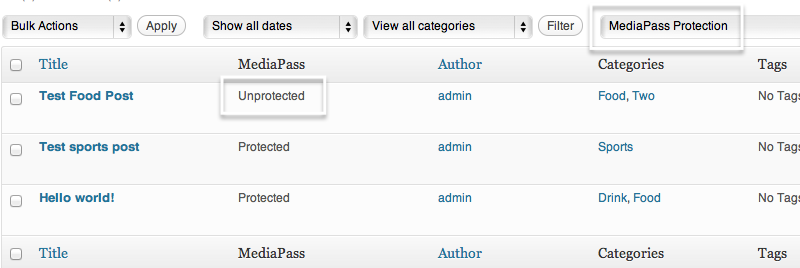 Bulk Actions Apply Show all dates View all categories Filter MediaPass Protection
Title MediaPass Author Categories Tags
Test Food Post Unprotected admin Food, Two No Tags
Test sports post Protected admin Sports No Tags
Hello world! Protected admin Drink, Food No Tags
Title MediaPass Author Categories Tags